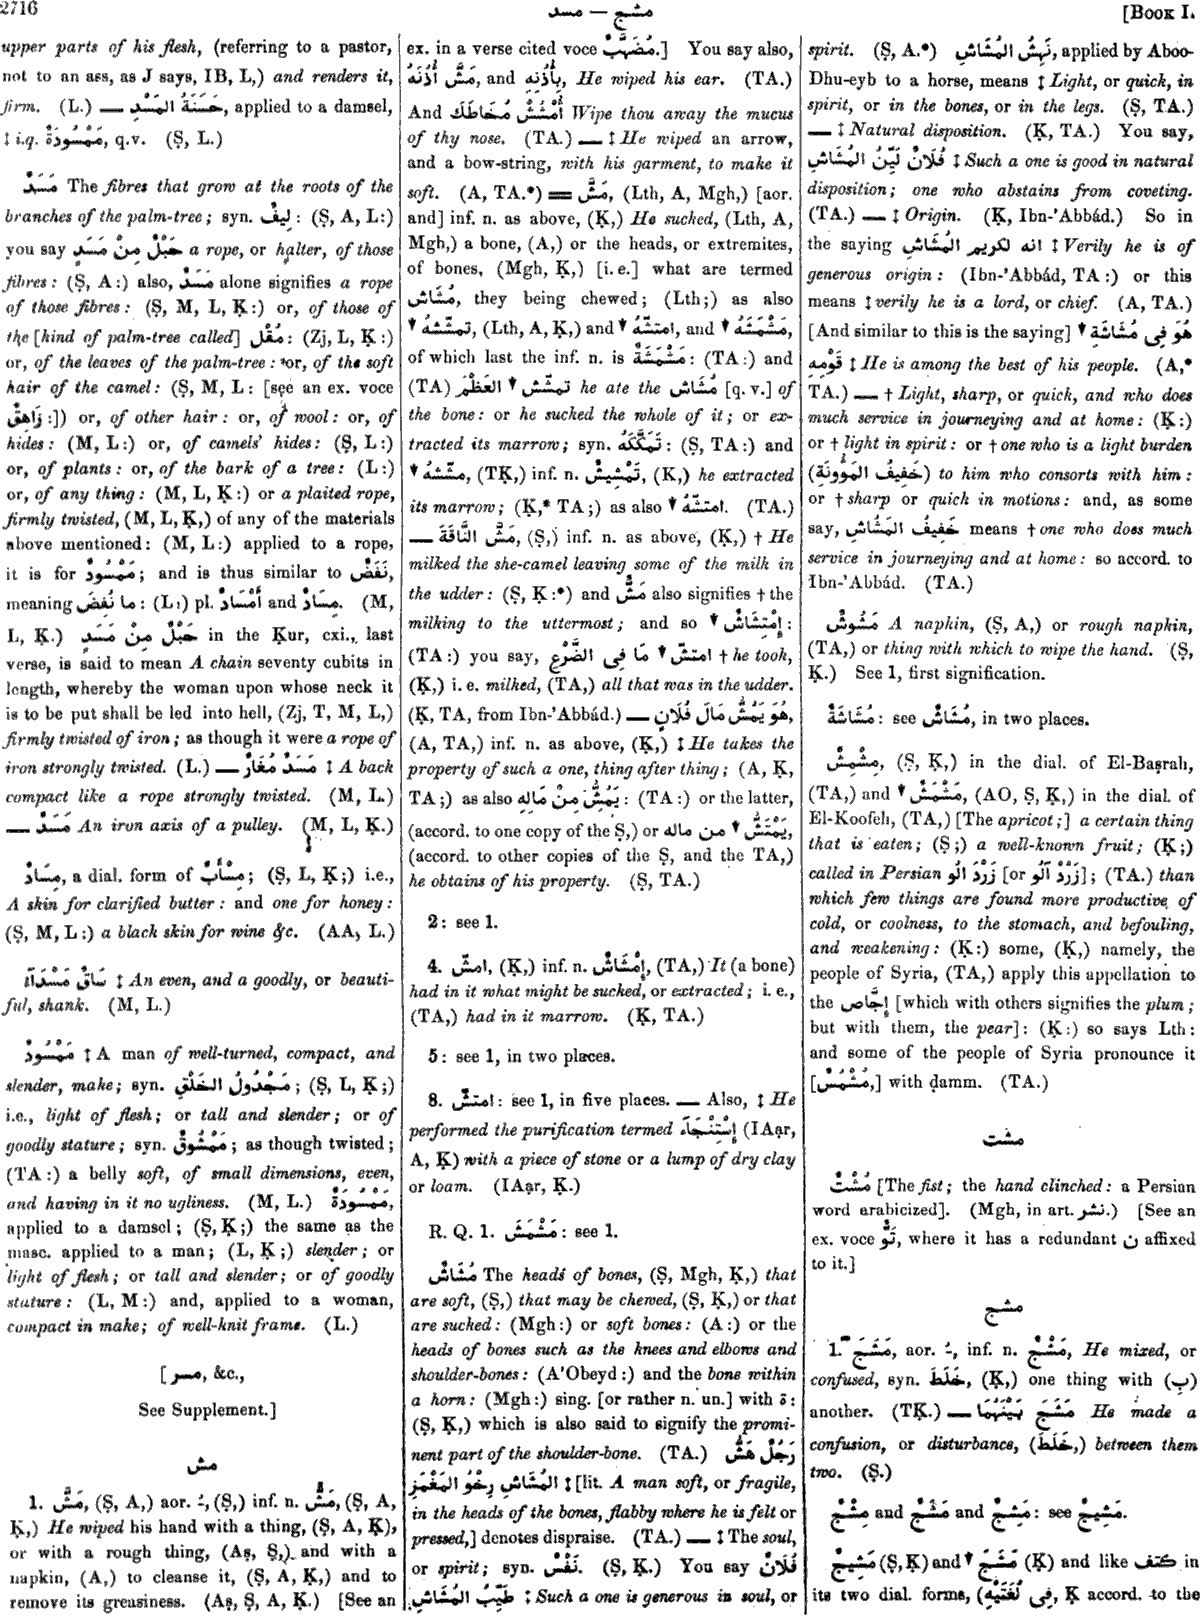 2716
مسد — مشج
[BOOK I.
upper parts of his flesh, (referring to a pastor,
not to an ass, as J says, IB, L,) and renders it,
firm. (L.) — حَسَنَةُ المَسْدِ, applied to a damsel,
‡ i.q. مَمْسُودَةٌ, q.v. (Ṣ, L.)
مَسَدٌ The fibres that grow at the roots of the
branches of the palm-tree; syn. لِيفٌ: (Ṣ, A, L:)
you say حَبْلٌ مِنْ مَسَدٍ a rope, or halter, of those
fibres: (Ṣ, A:) also, مَسَدٌ alone signifies a rope
of those fibres: (Ṣ, M, L, Ḳ:) or, of those of
the [kind of palm-tree called] مُقْل: (Zj, L, Ḳ:)
or, of the leaves of the palm-tree: or, of the soft
hair of the camel: (Ṣ, M, L: [see an ex. voce
زَاهِقٌ:]) or, of other hair: or, of wool: or, of
hides: (M, L:) or, of camels' hides: (Ṣ, L:)
or, of plants: or, of the bark of a tree: (L:)
or, of any thing: (M, L, Ḳ:) or a plaited rope,
firmly twisted, (M, L, Ḳ,) of any of the materials
above mentioned: (M, L:) applied to a rope,
it is for مَمْسُودٌ; and is thus similar to نَفَضٌ,
meaning ما نُفِضَ: (L:) pl. أَمْسَادٌ and مِسَادٌ. (M,
L, Ḳ.) حَبْلٌ مِنْ مَسَدٍ in the Ḳur, cxi., last
verse, is said to mean A chain seventy cubits in
length, whereby the woman upon whose neck it
is to be put shall be led into hell, (Zj, T, M, L,)
firmly twisted of iron; as though it were a rope of
iron strongly twisted. (L.) — مَسَدٌ مُغَارٌ ‡ A back
compact like a rope strongly twisted. (M, L.)
— مَسَدٌ An iron axis of a pulley. (M, L, Ḳ.)
مِسَادٌ, a dial. form of مِسْأَبٌ; (Ṣ, L, Ḳ;) i.e.,
A skin for clarified butter: and one for honey:
(Ṣ, M, L:) a black skin for wine &c. (AA, L.)
سَاقٌ مَسْدَآءُ ‡ An even, and a goodly, or beauti-
ful, shank. (M, L.)
مَمْسُودٌ ‡ A man of well-turned, compact, and
slender, make; syn. مَجْدُولُ الخَلْقِ; (Ṣ, L, Ḳ;)
i.e., light of flesh; or tall and slender; or of
goodly stature; syn. مَمْشُوقٌ; as though twisted;
(TA:) a belly soft, of small dimensions, even,
and having in it no ugliness. (M, L.) مَمْسُودَةٌ,
applied to a damsel; (Ṣ, Ḳ;) the same as the
masc. applied to a man; (L, Ḳ;) slender; or
light of flesh; or tall and slender; or of goodly
stature: (L, M:) and, applied to a woman,
compact in make; of well-knit frame. (L.)
[مسر, &c.,
See Supplement.]
مش
1. مَشَّ, (Ṣ, A,) aor. ـُ, (Ṣ,) inf. n. مَشٌّ, (Ṣ, A,
Ḳ,) He wiped his hand with a thing, (Ṣ, A, Ḳ),
or with a rough thing, (Aṣ, Ṣ,) and with a
napkin, (A,) to cleanse it, (Ṣ, A, Ḳ,) and to
remove its greasiness. (Aṣ, Ṣ, A, Ḳ.) [See an
ex. in a verse cited voce مُضَهَّبٌ.] You say also,
مَشَّ أُذُنَهُ, and بِأُذُنِهِ, He wiped his ear. (TA.)
And أُمْشُشْ مُخَاطَكَ Wipe thou away the mucus
of thy nose. (TA.) — ‡ He wiped an arrow,
and a bow-string, with his garment, to make it
soft. (A, TA.*) = مَشَّ, (Lth, A, Mgh,) [aor.
and] inf. n. as above, (Ḳ,) He sucked, (Lth, A,
Mgh,) a bone, (A,) or the heads, or extremites,
of bones, (Mgh, Ḳ,) [i. e.] what are termed
مُشَاش, they being chewed; (Lth;) as also
تمشّشهُ ▼, (Lth, A, Ḳ,) and امتشّهُ ▼, and مَشْمَشَهُ ▼,
of which last the inf. n. is مَشْمَشَةٌ: (TA:) and
(TA) تمشّش ▼ العَظْمَ he ate the مُشَاش [q. v.] of
the bone: or he sucked the whole of it; or ex-
tracted its marrow; syn. تَمَكَّكَهُ: (Ṣ, TA:) and
مشّشهُ ▼, (TḲ,) inf. n. تَمْشِيشٌ, (K,) he extracted
its marrow; (Ḳ,* TA;) as also امتشّهُ ▼. (TA.)
— مَشَّ النَّاقَةَ, (Ṣ,) inf. n. as above, (Ḳ,) † He
milked the she-camel leaving some of the milk in
the udder: (Ṣ, K:*) and مَشٌّ also signifies † the
milking to the uttermost; and so إِمْتِشَاشٌ ▼:
(TA:) you say, امتشّ ▼ مَا فِى الضَّرْعِ † he took,
(Ḳ,) i. e. milked, (TA,) all that was in the udder.
(Ḳ, TA, from Ibn-'Abbád.) — هُوَ يَمُشُّ مَالَ فُلَانٍ,
(A, TA,) inf. n. as above, (Ḳ,) ‡ He takes the
property of such a one, thing after thing; (A, Ḳ,
TA;) as also يَمُشُّ مِنْ مَالِهِ: (TA:) or the latter,
(accord. to one copy of the Ṣ,) or يَمْتَشُّ ▼ من ماله,
(accord. to other copies of the Ṣ, and the TA,)
he obtains of his property. (Ṣ, TA.)
2: see 1.
4. امشّ, (Ḳ,) inf. n. إِمْشَاشٌ, (TA,) It (a bone)
had in it what might be sucked, or extracted; i. e.,
(TA,) had in it marrow. (Ḳ, TA.)
5: see 1, in two places.
8. امتشّ: see 1, in five places. — Also, ‡ He
performed the purification termed إِسْتِنْجَآء (IAạr,
A, Ḳ) with a piece of stone or a lump of dry clay
or loam. (IAạr, Ḳ.)
R. Q. 1. مَشْمَشَ: see 1.
مُشَاشٌ The heads of bones, (Ṣ, Mgh, Ḳ,) that
are soft, (Ṣ,) that may be chewed, (Ṣ, Ḳ,) or that
are sucked: (Mgh:) or soft bones: (A:) or the
heads of bones such as the knees and elbows and
shoulder-bones: (A'Obeyd:) and the bone within
a horn: (Mgh:) sing. [or rather n. un.] with ة:
(Ṣ, Ḳ,) which is also said to signify the promi-
nent part of the shoulder-bone. (TA.) رَجُلٌ هَشُّ
المُشَاشِ رِخْوُ المَغْمَزِ ‡ [lit. A man soft, or fragile,
in the heads of the bones, flabby where he is felt or
pressed,] denotes dispraise. (TA.) — ‡ The soul,
or spirit; syn. نَفْسٌ. (Ṣ, Ḳ.) You say فُلَانٌ
طَيِّبُ المُشَاشِ ‡ Such a one is generous in soul, or
spirit. (Ṣ, A.*) نَهِشُ المُشَاشِ, applied by Aboo-
Dhu-eyb to a horse, means ‡ Light, or quick, in
spirit, or in the bones, or in the legs. (Ṣ, TA.)
— ‡ Natural disposition. (Ḳ, TA.) You say,
فُلَانٌ لَيِّنُ المُشَاشِ ‡ Such a one is good in natural
disposition; one who abstains from coveting.
(TA.) — ‡ Origin. (Ḳ, Ibn-'Abbád.) So in
the saying انه لكريم المُشَاشِ ‡ Verily he is of
generous origin: (Ibn-'Abbád, TA:) or this
means ‡ verily he is a lord, or chief. (A, TA.)
[And similar to this is the saying] هُوَ فِى مُشَاشَةِ ▼
قَوْمِهِ ‡ He is among the best of his people. (A,*
TA.) — † Light, sharp, or quick, and who does
much service in journeying and at home: (Ḳ:)
or † light in spirit: or † one who is a light burden
(خَفِيفُ المَؤُونَةِ) to him who consorts with him:
or † sharp or quick in motions: and, as some
say, خَفِيفُ المُشَاشِ means † one who does much
service in journeying and at home: so accord. to
Ibn-'Abbád. (TA.)
مَشُوشٌ A napkin, (Ṣ, A,) or rough napkin,
(TA,) or thing with which to wipe the hand. (Ṣ,
Ḳ.) See 1, first signification.
مُشَاشَةٌ: see مُشَاشٌ, in two places.
مِشْمِشٌ, (Ṣ, Ḳ,) in the dial. of El-Baṣrah,
(TA,) and مَشْمَشٌ ▼, (AO, Ṣ, Ḳ,) in the dial. of
El-Koofeh, (TA,) [The apricot;] a certain thing
that is eaten; (Ṣ;) a well-known fruit; (Ḳ;)
called in Persian زَرْدَ الُو [or زَرْدْ آلُو]; (TA.) than
which few things are found more productive of
cold, or coolness, to the stomach, and befouling,
and weakening: (Ḳ:) some, (Ḳ,) namely, the
people of Syria, (TA,) apply this appellation to
the إِجَّاص [which with others signifies the plum;
but with them, the pear]: (Ḳ:) so says Lth:
and some of the people of Syria pronounce it
[مُشْمُشٌ,] with ḍamm. (TA.)
مشت
مُشْتٌ [The fist; the hand clinched: a Persian
word arabicized]. (Mgh, in art. نشر.) [See an
ex. voce تَوٌّ, where it has a redundant ن affixed
to it.]
مشج
1. مَشَجَ, aor. ـِ, inf. n. مَشْجٌ, He mixed, or
confused, syn. خَلَطَ, (Ḳ,) one thing with (بِ)
another. (TḲ.) — مَشَجَ بَيْنَهُمَا He made a
confusion, or disturbance, (خَلَطَ,) between them
two. (Ṣ.)
مِشْجٌ and مَشَجٌ and مَشِجٌ: see مَشِيجٌ.
مَشِيجٌ (Ṣ, Ḳ) and مَشَجٌ ▼ (Ḳ) and like كتف in
its two dial. forms, (فِى لُغَتَيْهِ, Ḳ accord. to the